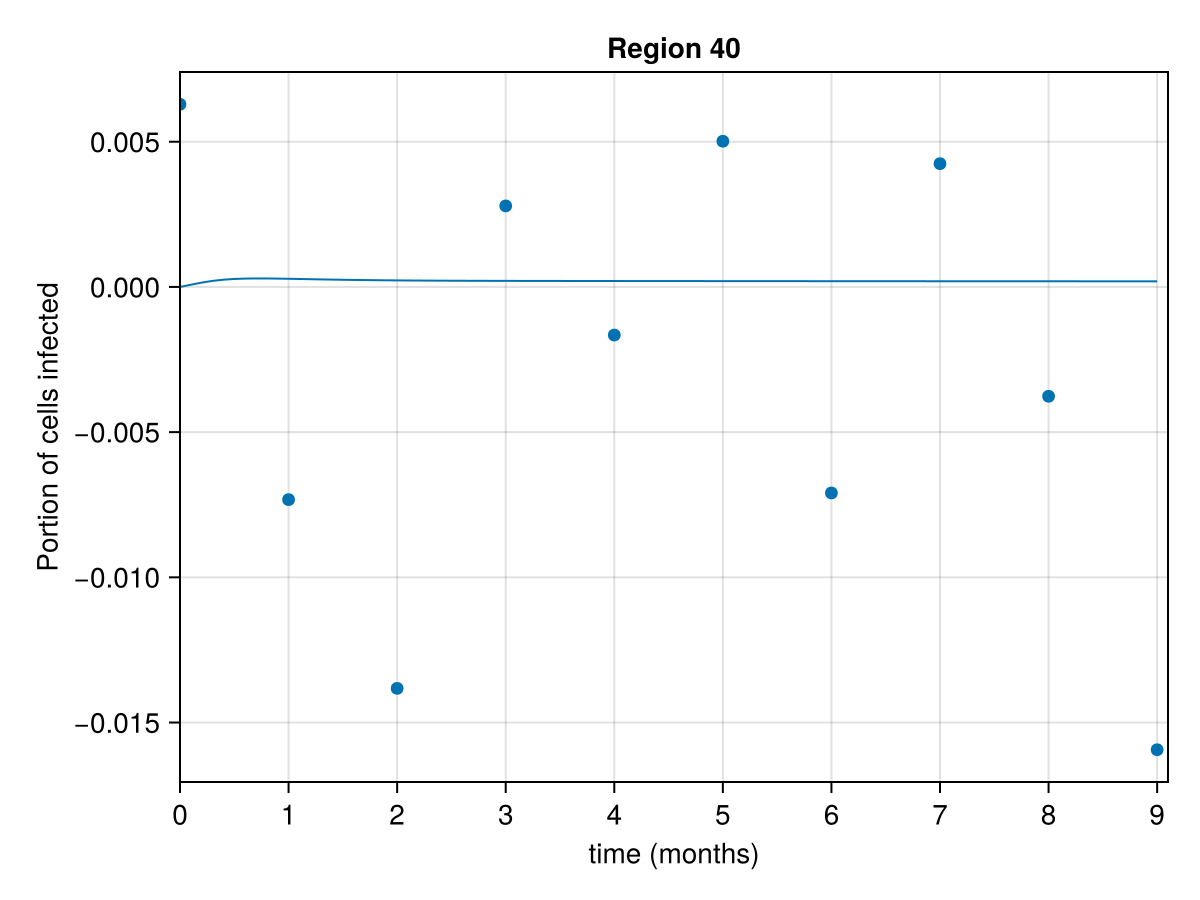 Region 40
Portion of cells infected
0.005
0.000
−0.005
−0.010
−0.015
0 1 2 3 4 5 6 7 8 9
time (months)